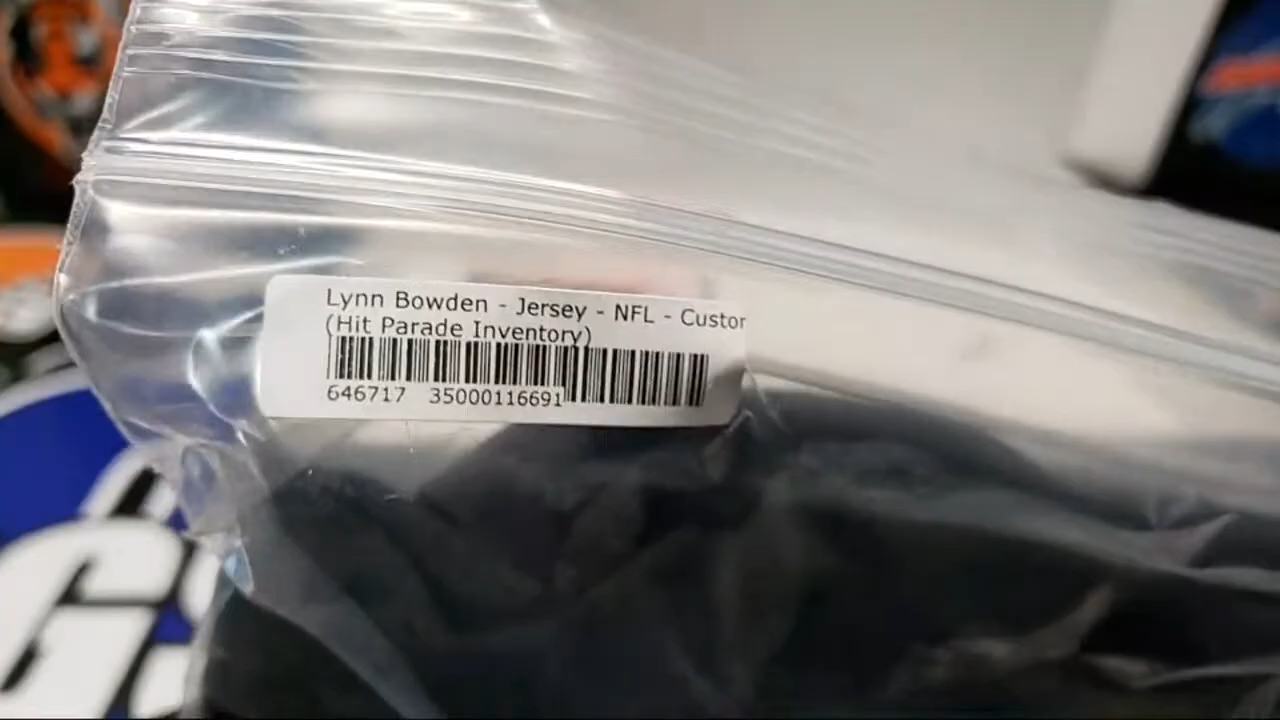 Lynn Bowden - Jersey - NFL - Custor
(Hit Parade Inventory)
646717 35000116691